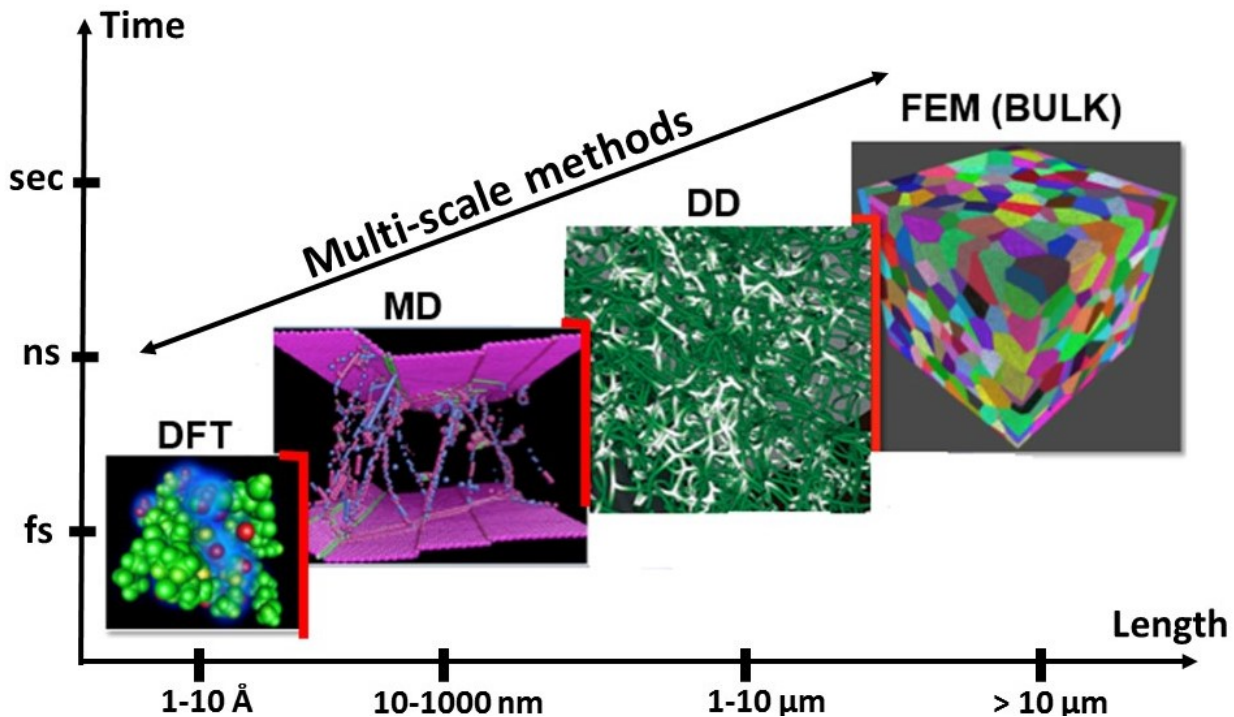 Time
FEM (BULK)
Multi-scale methods
sec
DD
MD
ns
DFT
fs
Length
1-10 Å
10-1000 nm
1-10 µm
> 10 µm